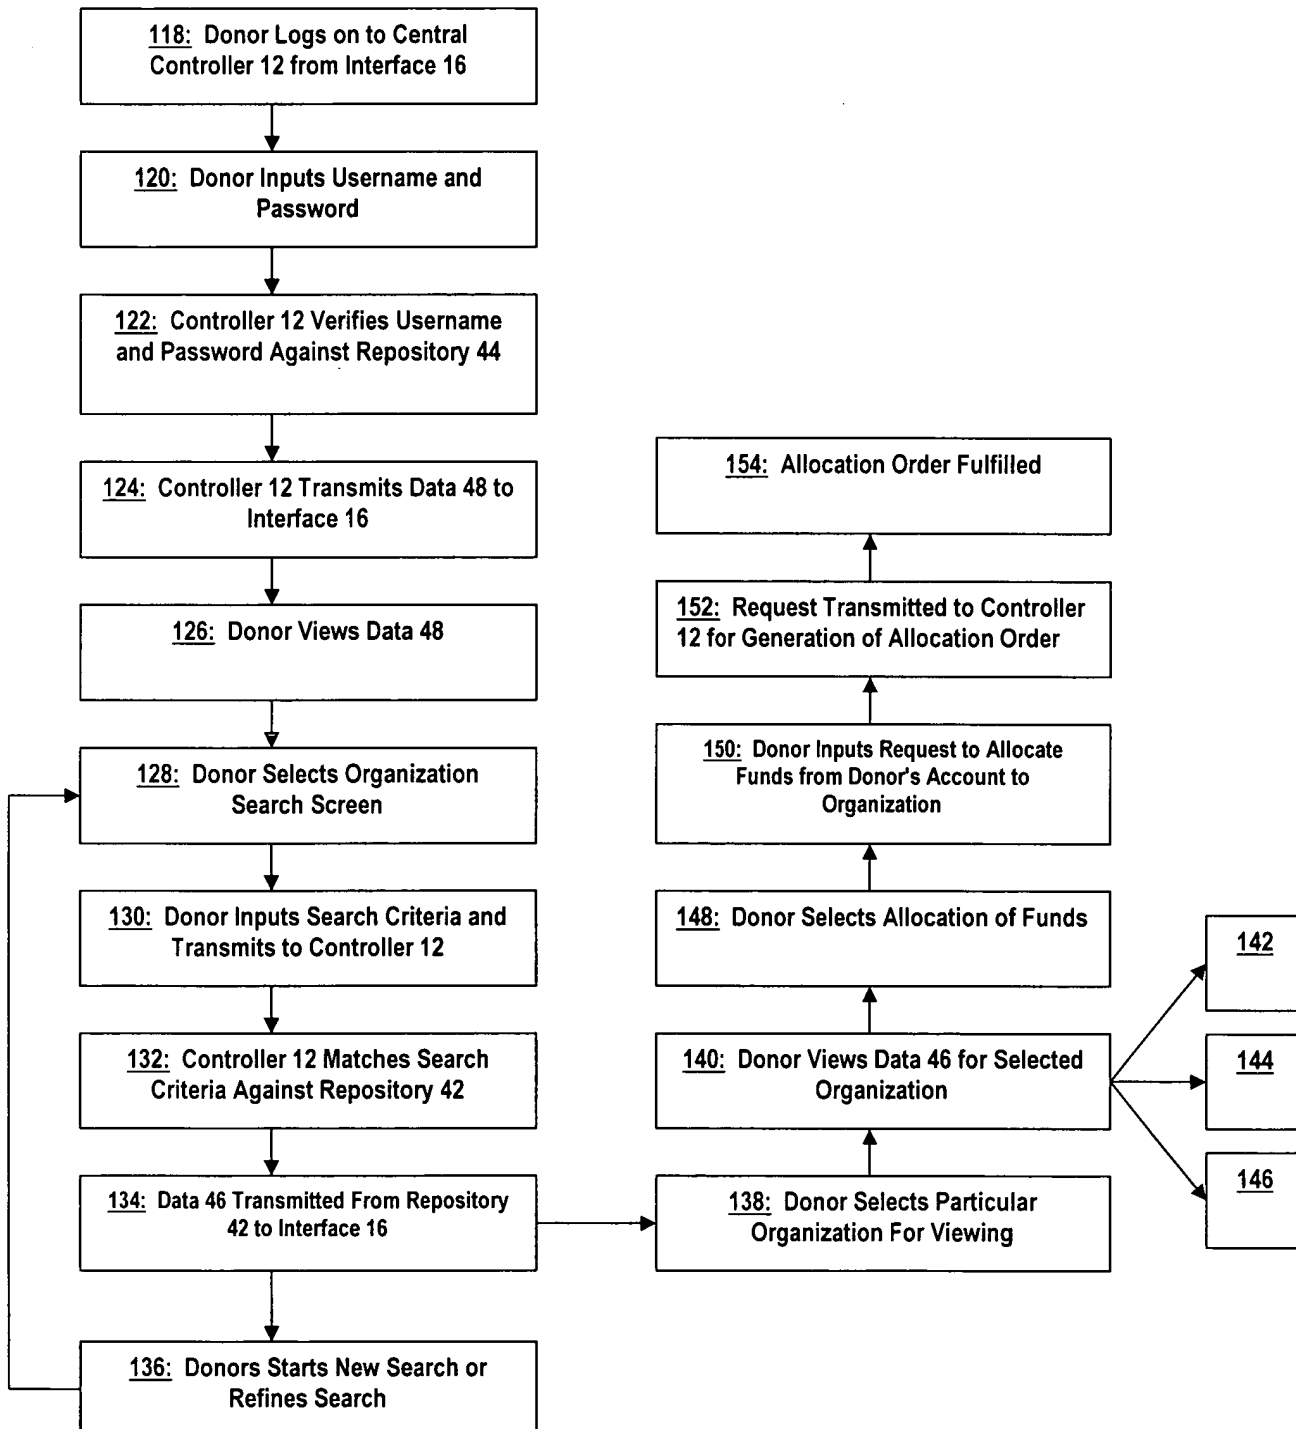 118: Donor Logs on to Central
Controller 12 from Interface 16
120: Donor Inputs Username and
Password
122: Controller 12 Verifies Username
and Password Against Repository 44
124: Controller 12 Transmits Data 48 to
Interface 16
126: Donor Views Data 48
128: Donor Selects Organization
Search Screen
130: Donor Inputs Search Criteria and
Transmits to Controller 12
132: Controller 12 Matches Search
Criteria Against Repository 42
134: Data 46 Transmitted From Repository
42 to Interface 16
136: Donors Starts New Search or
Refines Search
138: Donor Selects Particular
Organization For Viewing
140: Donor Views Data 46 for Selected
Organization
142
144
146
148: Donor Selects Allocation of Funds
150: Donor Inputs Request to Allocate
Funds from Donor's Account to
Organization
152: Request Transmitted to Controller
12 for Generation of Allocation Order
154: Allocation Order Fulfilled